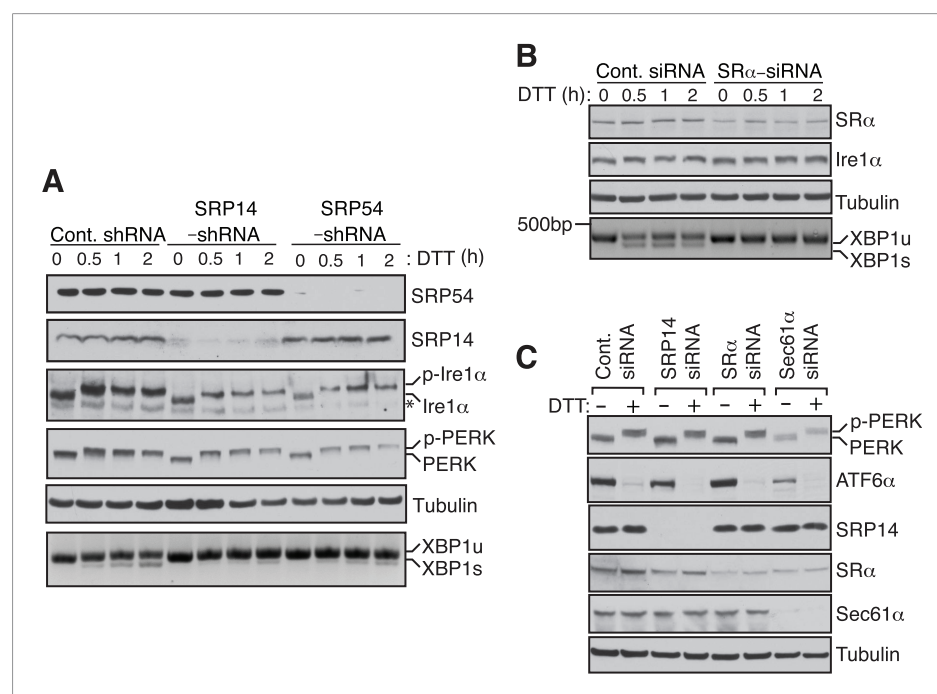 A
SRP14 SRP54
Cont. shRNA –shRNA –shRNA
0 0.5 1 2 0 0.5 1 2 0 0.5 1 2 : DTT (h)
SRP54
SRP14
p-Ire1α
Ire1α
*
p-PERK
PERK
Tubulin
XBP1u
XBP1s
B
Cont. siRNA SRα–siRNA
DTT (h): 0 0.5 1 2 0 0.5 1 2
SRα
Ire1α
Tubulin
500bp
XBP1u
XBP1s
C
Cont. siRNA
SRP14 siRNA
SRα siRNA
Sec61α siRNA
DTT: – + – + – + – +
p-PERK
PERK
ATF6α
SRP14
SRα
Sec61α
Tubulin